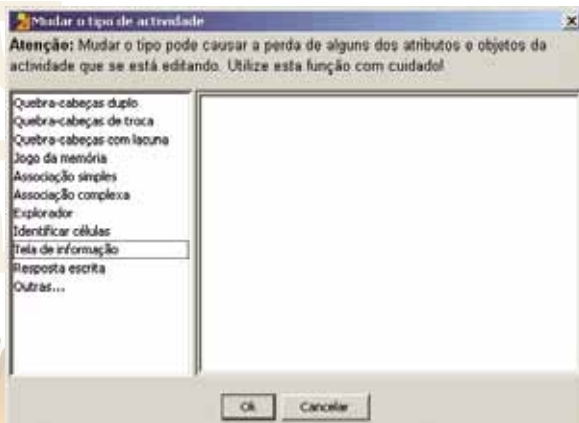 Mudar o tipo de actividade
Atenção: Mudar o tipo pode causar a perda de alguns dos atributos e objetos da
actividade que se está editando. Utilize esta função com cuidado!
Quebra-cabeças duplo
Quebra-cabeças de troca
Quebra-cabeças com lacuna
Jogo da memória
Associação simples
Associação complexa
Explorador
Identificar células
Tela de informação
Resposta escrita
Outras...
Ok Cancelar